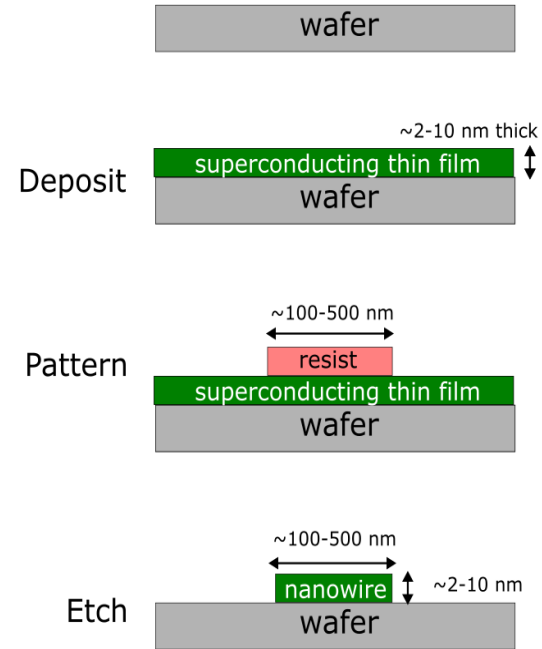 wafer
~2-10 nm thick
Deposit
superconducting thin film
wafer
~100-500 nm
Pattern
resist
superconducting thin film
wafer
~100-500 nm
nanowire
~2-10 nm
Etch
wafer